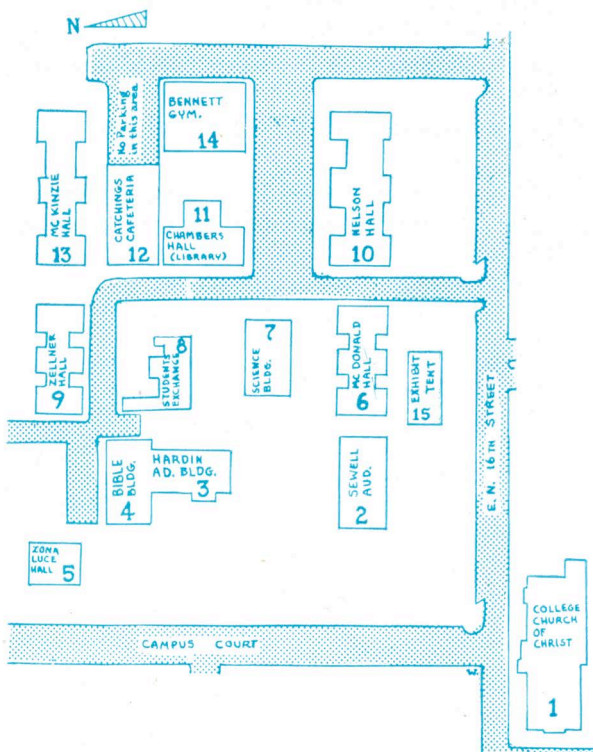 N
No Parking
in this area
BENNETT
GYM.
14
MC KINZIE
HALL
13
CATCHINGS
CAFETERIA
12
11
CHAMBERS
HALL
(LIBRARY)
NELSON
HALL
10
ZELLNER
HALL
9
8
STUDENTS
EXCHANGE
7
SCIENCE
BLDG.
MC DONALD
HALL
6
EXHIBIT
TENT
15
E. N. 16TH STREET
BIBLE
BLDG.
4
HARDIN
AD. BLDG.
3
SEWELL
AUD.
2
ZONA
LUCE
HALL
5
CAMPUS COURT
COLLEGE
CHURCH
OF
CHRIST
1